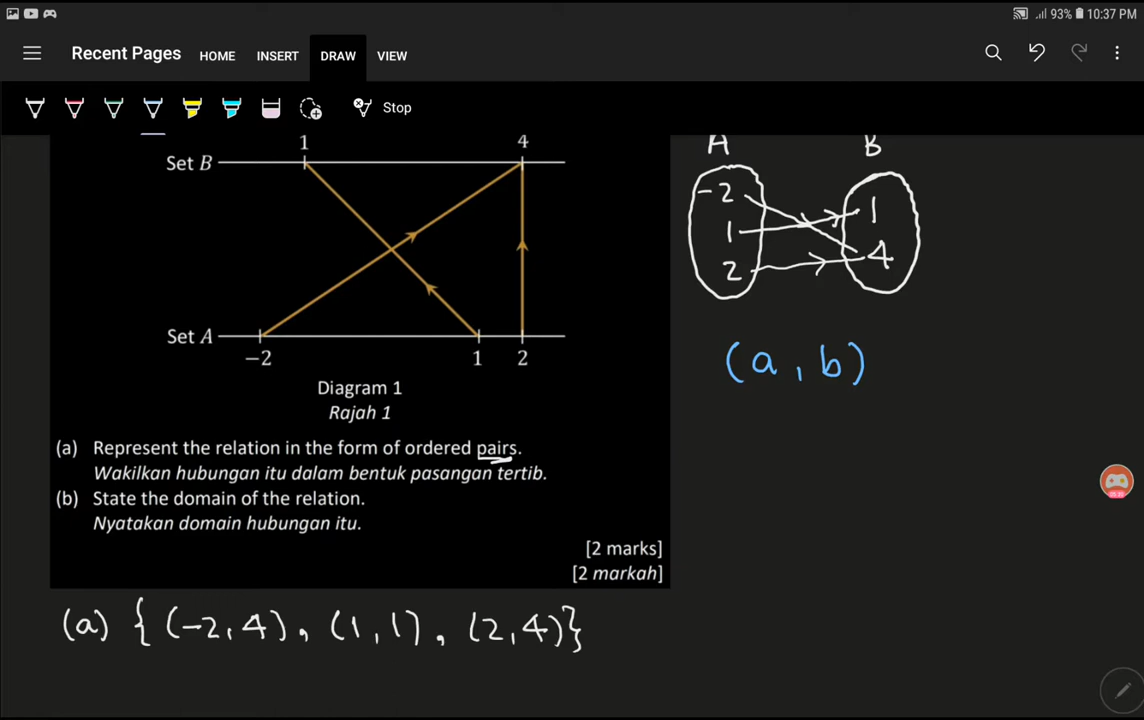 93% 10:37 PM
Recent Pages HOME INSERT DRAW VIEW
Stop
1 4
Set B
Set A
−2 1 2
Diagram 1
Rajah 1
(a) Represent the relation in the form of ordered pairs.
Wakilkan hubungan itu dalam bentuk pasangan tertib.
(b) State the domain of the relation.
Nyatakan domain hubungan itu.
[2 marks]
[2 markah]
A B
-2 1
1 4
2
(a, b)
(a) {(-2,4), (1,1), (2,4)}